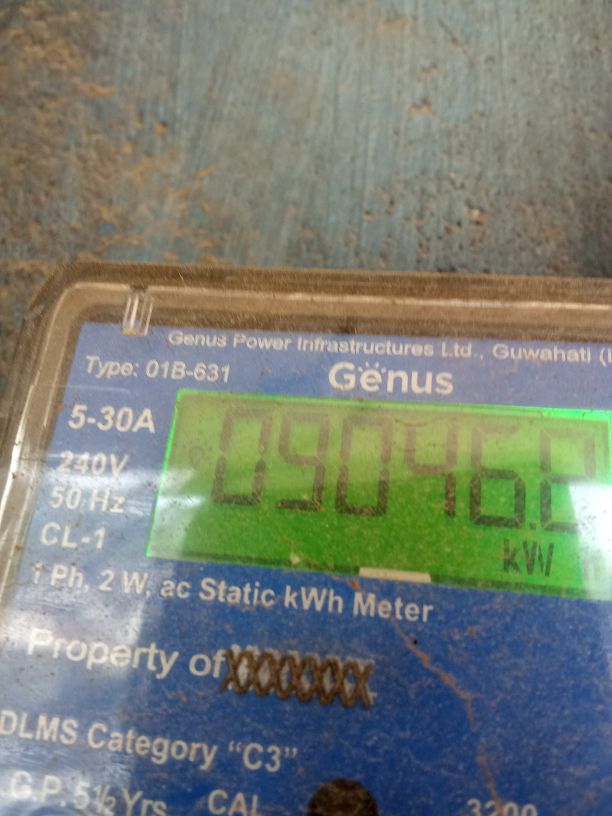 Genus Power Infrastructures Ltd., Guwahati (
Type: 01B-631
Genus
5-30A
09046.2
240V
50 Hz
kW
CL-1
1 Ph, 2 W, ac Static kWh Meter
Property of XXXXXXX
DLMS Category “C3”
G.P. 5½ Yrs CAL 3200